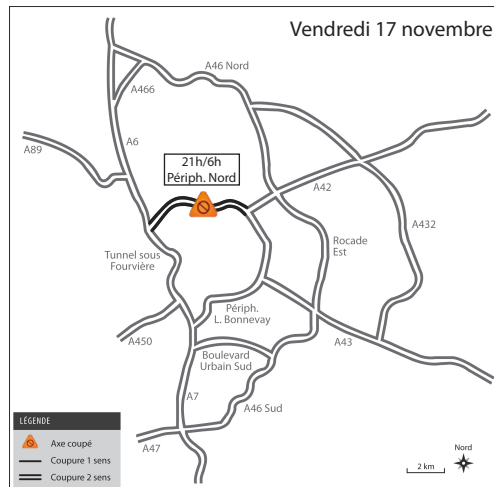 Vendredi 17 novembre
A46 Nord
A466
A6
A89
21h/6h
Périph. Nord
A42
A432
Rocade
Est
Tunnel sous
Fourvière
Périph.
L. Bonnevay
A450
Boulevard
Urbain Sud
A43
A7
A46 Sud
A47
LÉGENDE
Axe coupé
Coupure 1 sens
Coupure 2 sens
Nord
2 km